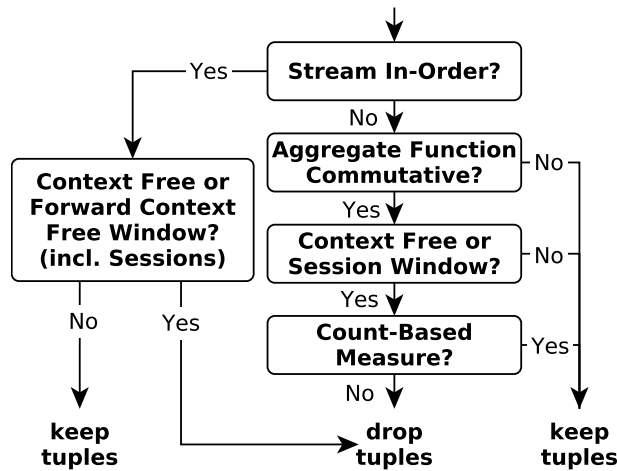 Stream In-Order?
Yes
No
Aggregate Function
Commutative?
No
Yes
Context Free or
Forward Context
Free Window?
(incl. Sessions)
Context Free or
Session Window?
No
Yes
No
Yes
Count-Based
Measure?
Yes
No
keep
tuples
drop
tuples
keep
tuples